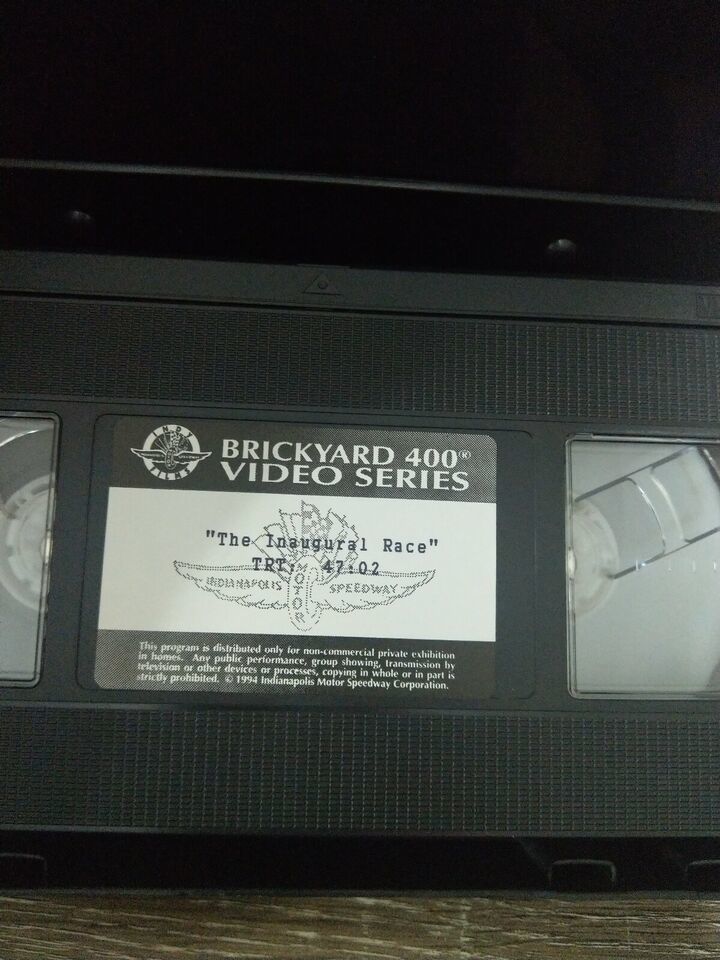 INDY
FILMS
BRICKYARD 400®
VIDEO SERIES
"The Inaugural Race"
TRT: 47:02
INDIANAPOLIS MOTOR SPEEDWAY
This program is distributed only for non-commercial private exhibition
in homes. Any public performance, group showing, transmission by
television or other devices or processes, copying in whole or in part is
strictly prohibited. © 1994 Indianapolis Motor Speedway Corporation.